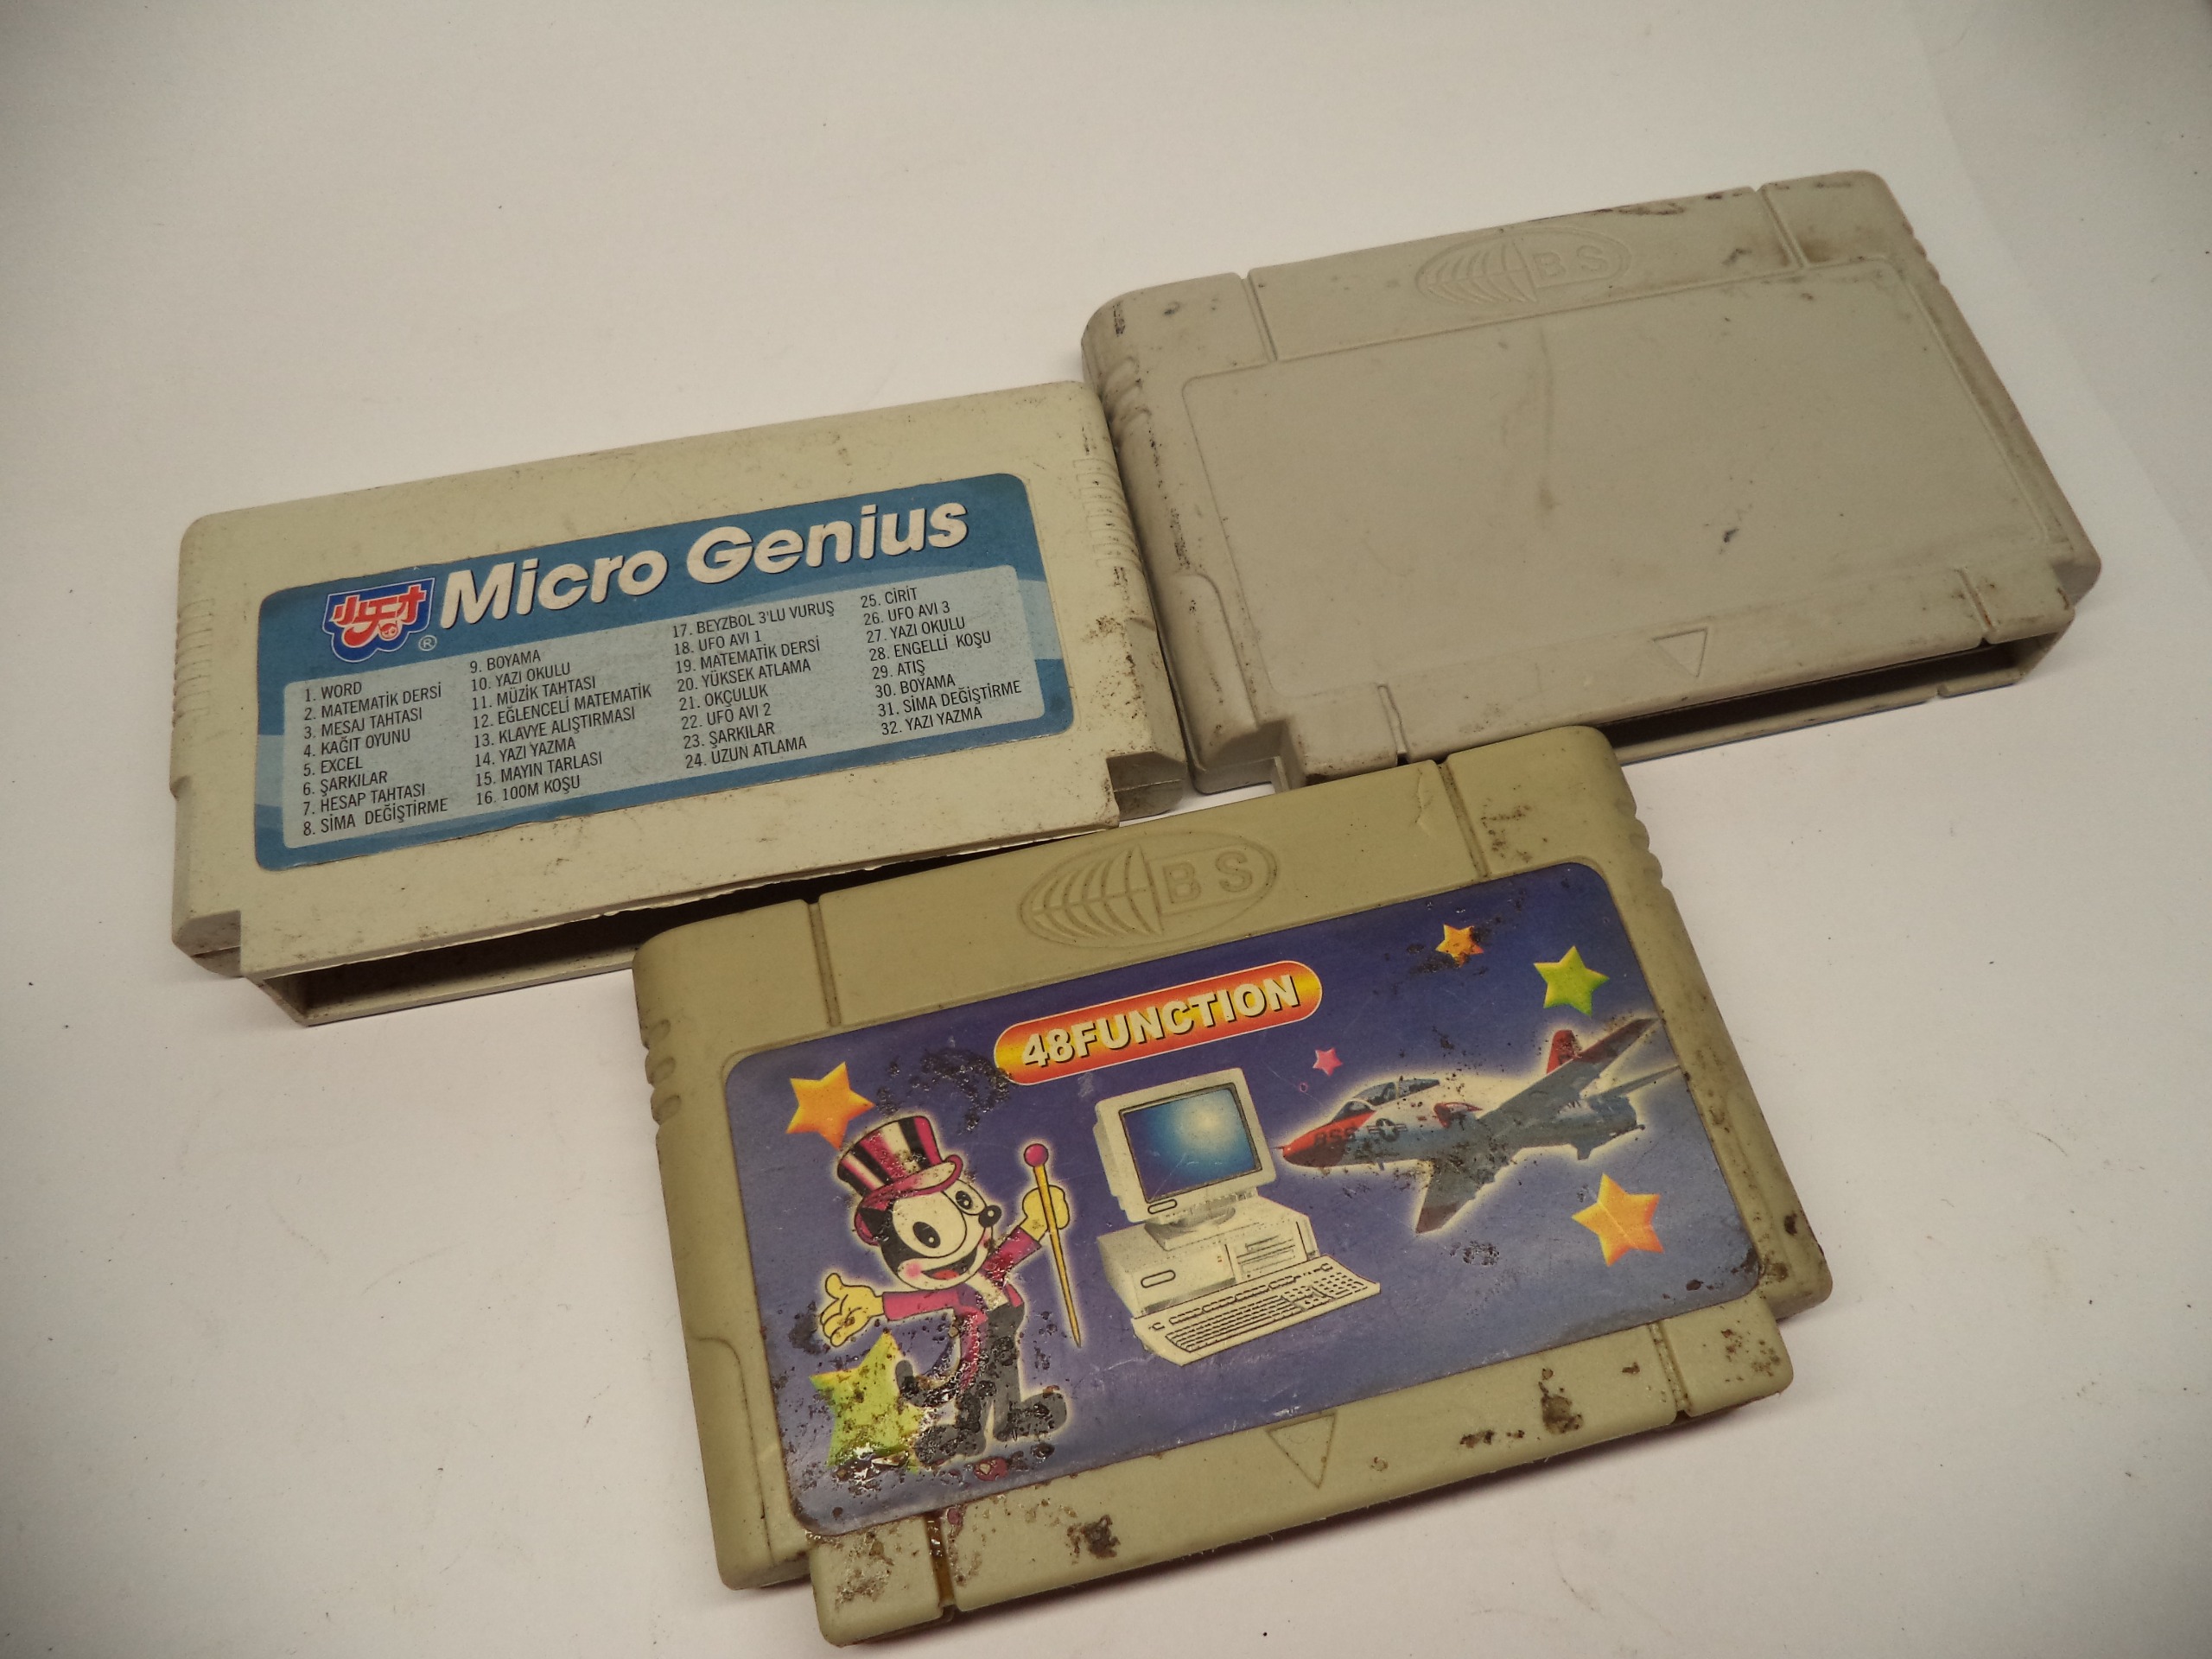 小天才®
Micro Genius
1. WORD
2. MATEMATİK DERSİ
3. MESAJ TAHTASI
4. KAĞIT OYUNU
5. EXCEL
6. ŞARKILAR
7. HESAP TAHTASI
8. SİMA DEĞİŞTİRME
9. BOYAMA
10. YAZI OKULU
11. MÜZİK TAHTASI
12. EĞLENCELİ MATEMATİK
13. KLAVYE ALIŞTIRMASI
14. YAZI YAZMA
15. MAYIN TARLASI
16. 100M KOŞU
17. BEYZBOL 3'LU VURUŞ
18. UFO AVI 1
19. MATEMATİK DERSİ
20. YÜKSEK ATLAMA
21. OKÇULUK
22. UFO AVI 2
23. ŞARKILAR
24. UZUN ATLAMA
25. CİRİT
26. UFO AVI 3
27. YAZI OKULU
28. ENGELLİ KOŞU
29. ATIŞ
30. BOYAMA
31. SİMA DEĞİŞTİRME
32. YAZI YAZMA
BS
BS
48FUNCTION